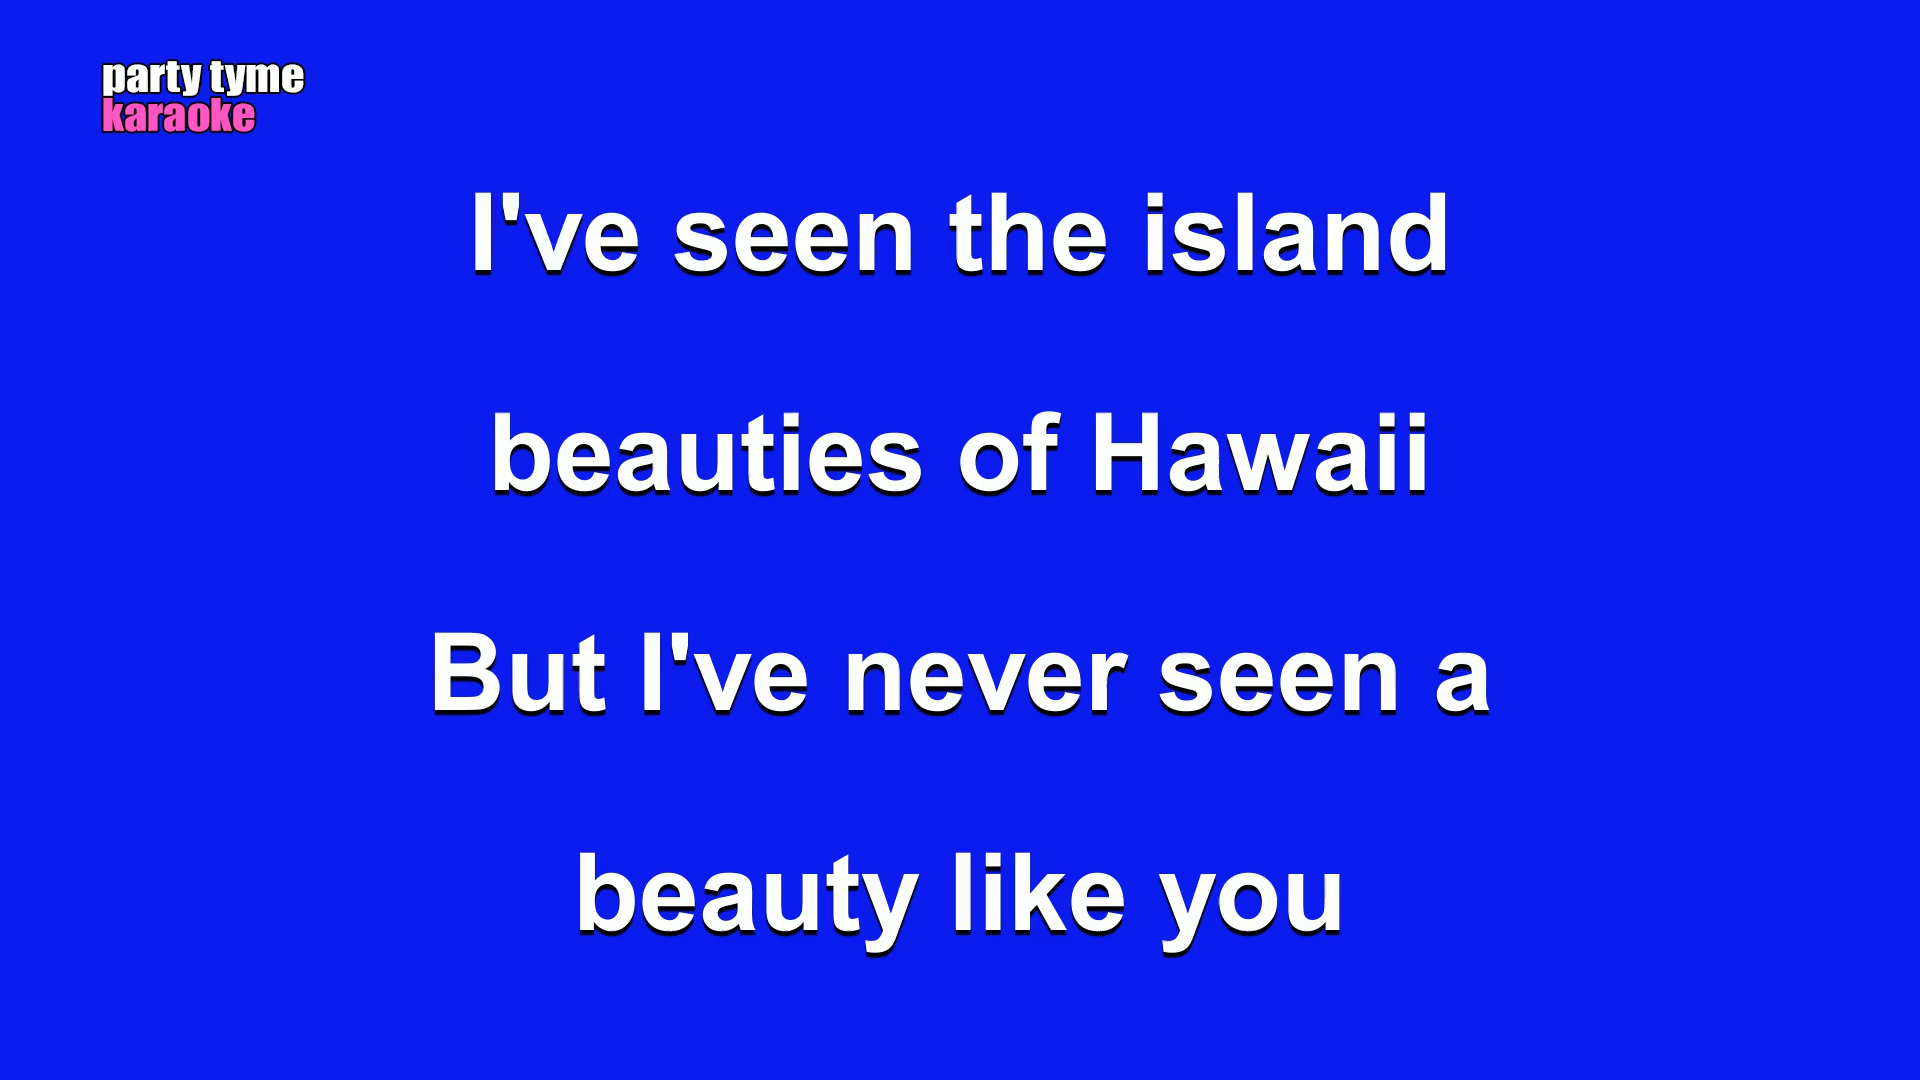 party tyme
karaoke
I've seen the island
beauties of Hawaii
But I've never seen a
beauty like you